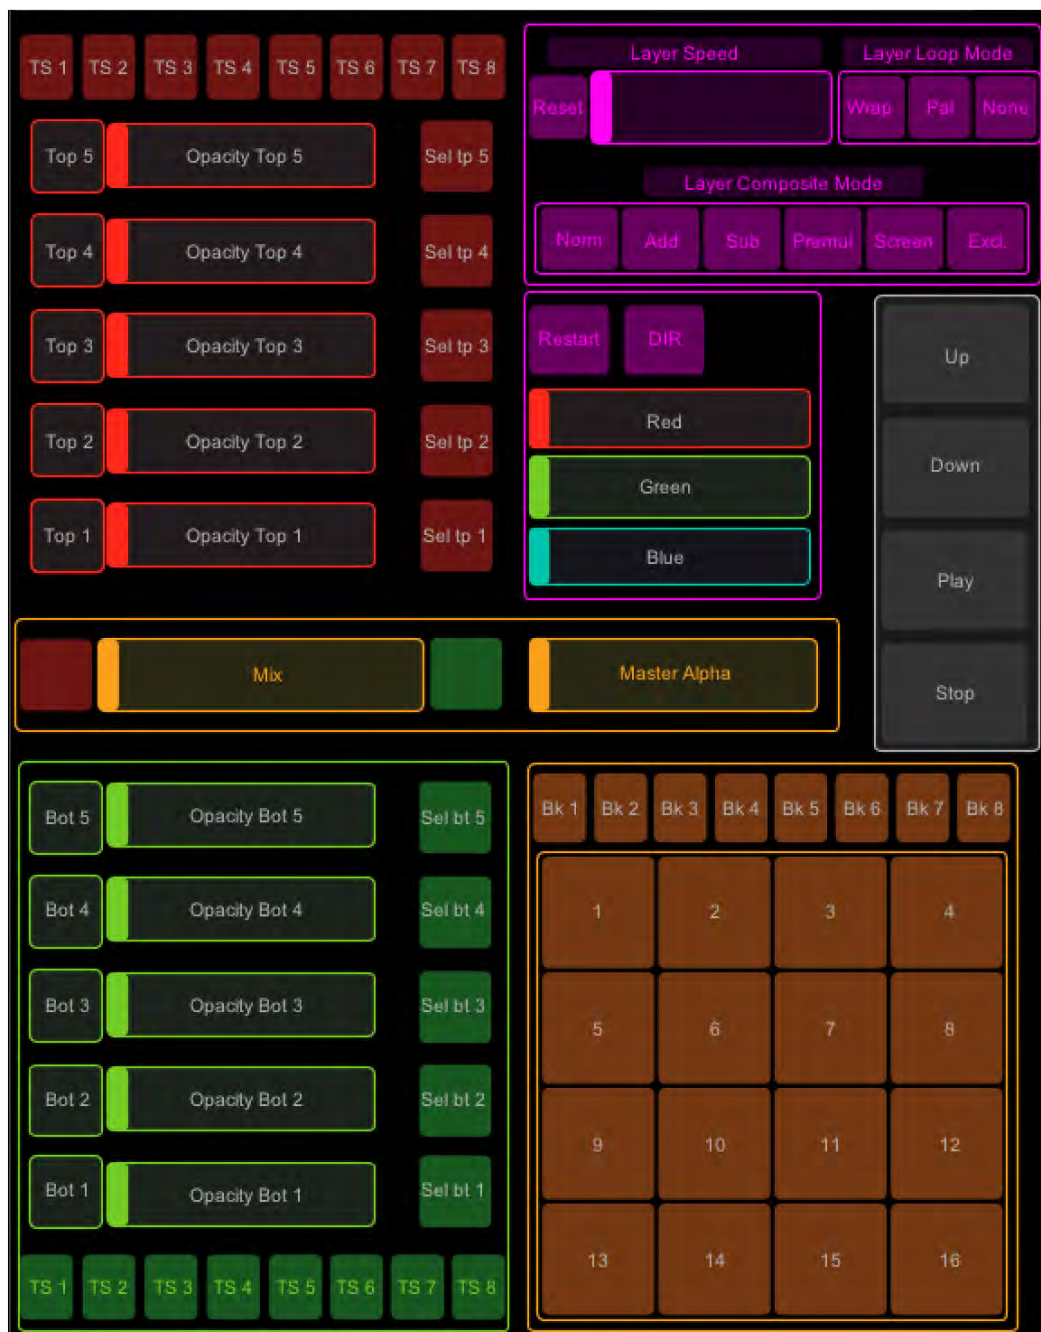 TS 1 TS 2 TS 3 TS 4 TS 5 TS 6 TS 7 TS 8
Top 5 Opacity Top 5 Sel tp 5
Top 4 Opacity Top 4 Sel tp 4
Top 3 Opacity Top 3 Sel tp 3
Top 2 Opacity Top 2 Sel tp 2
Top 1 Opacity Top 1 Sel tp 1
Layer Speed Layer Loop Mode
Reset Wrap Pal None
Layer Composite Mode
Norm Add Sub Premul Screen Excl.
Restart DIR
Red
Green
Blue
Up
Down
Play
Stop
Mix Master Alpha
Bot 5 Opacity Bot 5 Sel bt 5
Bot 4 Opacity Bot 4 Sel bt 4
Bot 3 Opacity Bot 3 Sel bt 3
Bot 2 Opacity Bot 2 Sel bt 2
Bot 1 Opacity Bot 1 Sel bt 1
TS 1 TS 2 TS 3 TS 4 TS 5 TS 6 TS 7 TS 8
Bk 1 Bk 2 Bk 3 Bk 4 Bk 5 Bk 6 Bk 7 Bk 8
1 2 3 4
5 6 7 8
9 10 11 12
13 14 15 16